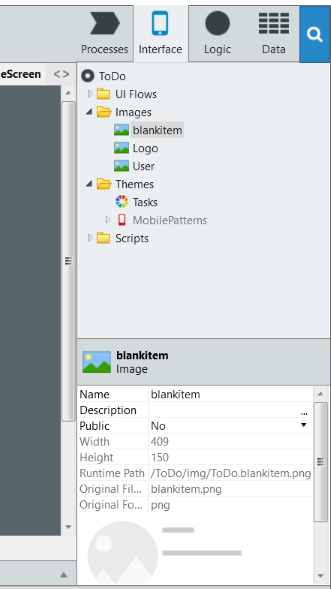 Processes Interface Logic Data
eScreen <>
ToDo
UI Flows
Images
blankitem
Logo
User
Themes
Tasks
MobilePatterns
Scripts
blankitem
Image
Name blankitem
Description ...
Public No
Width 409
Height 150
Runtime Path /ToDo/img/ToDo.blankitem.png
Original Fil... blankitem.png
Original Fo... png